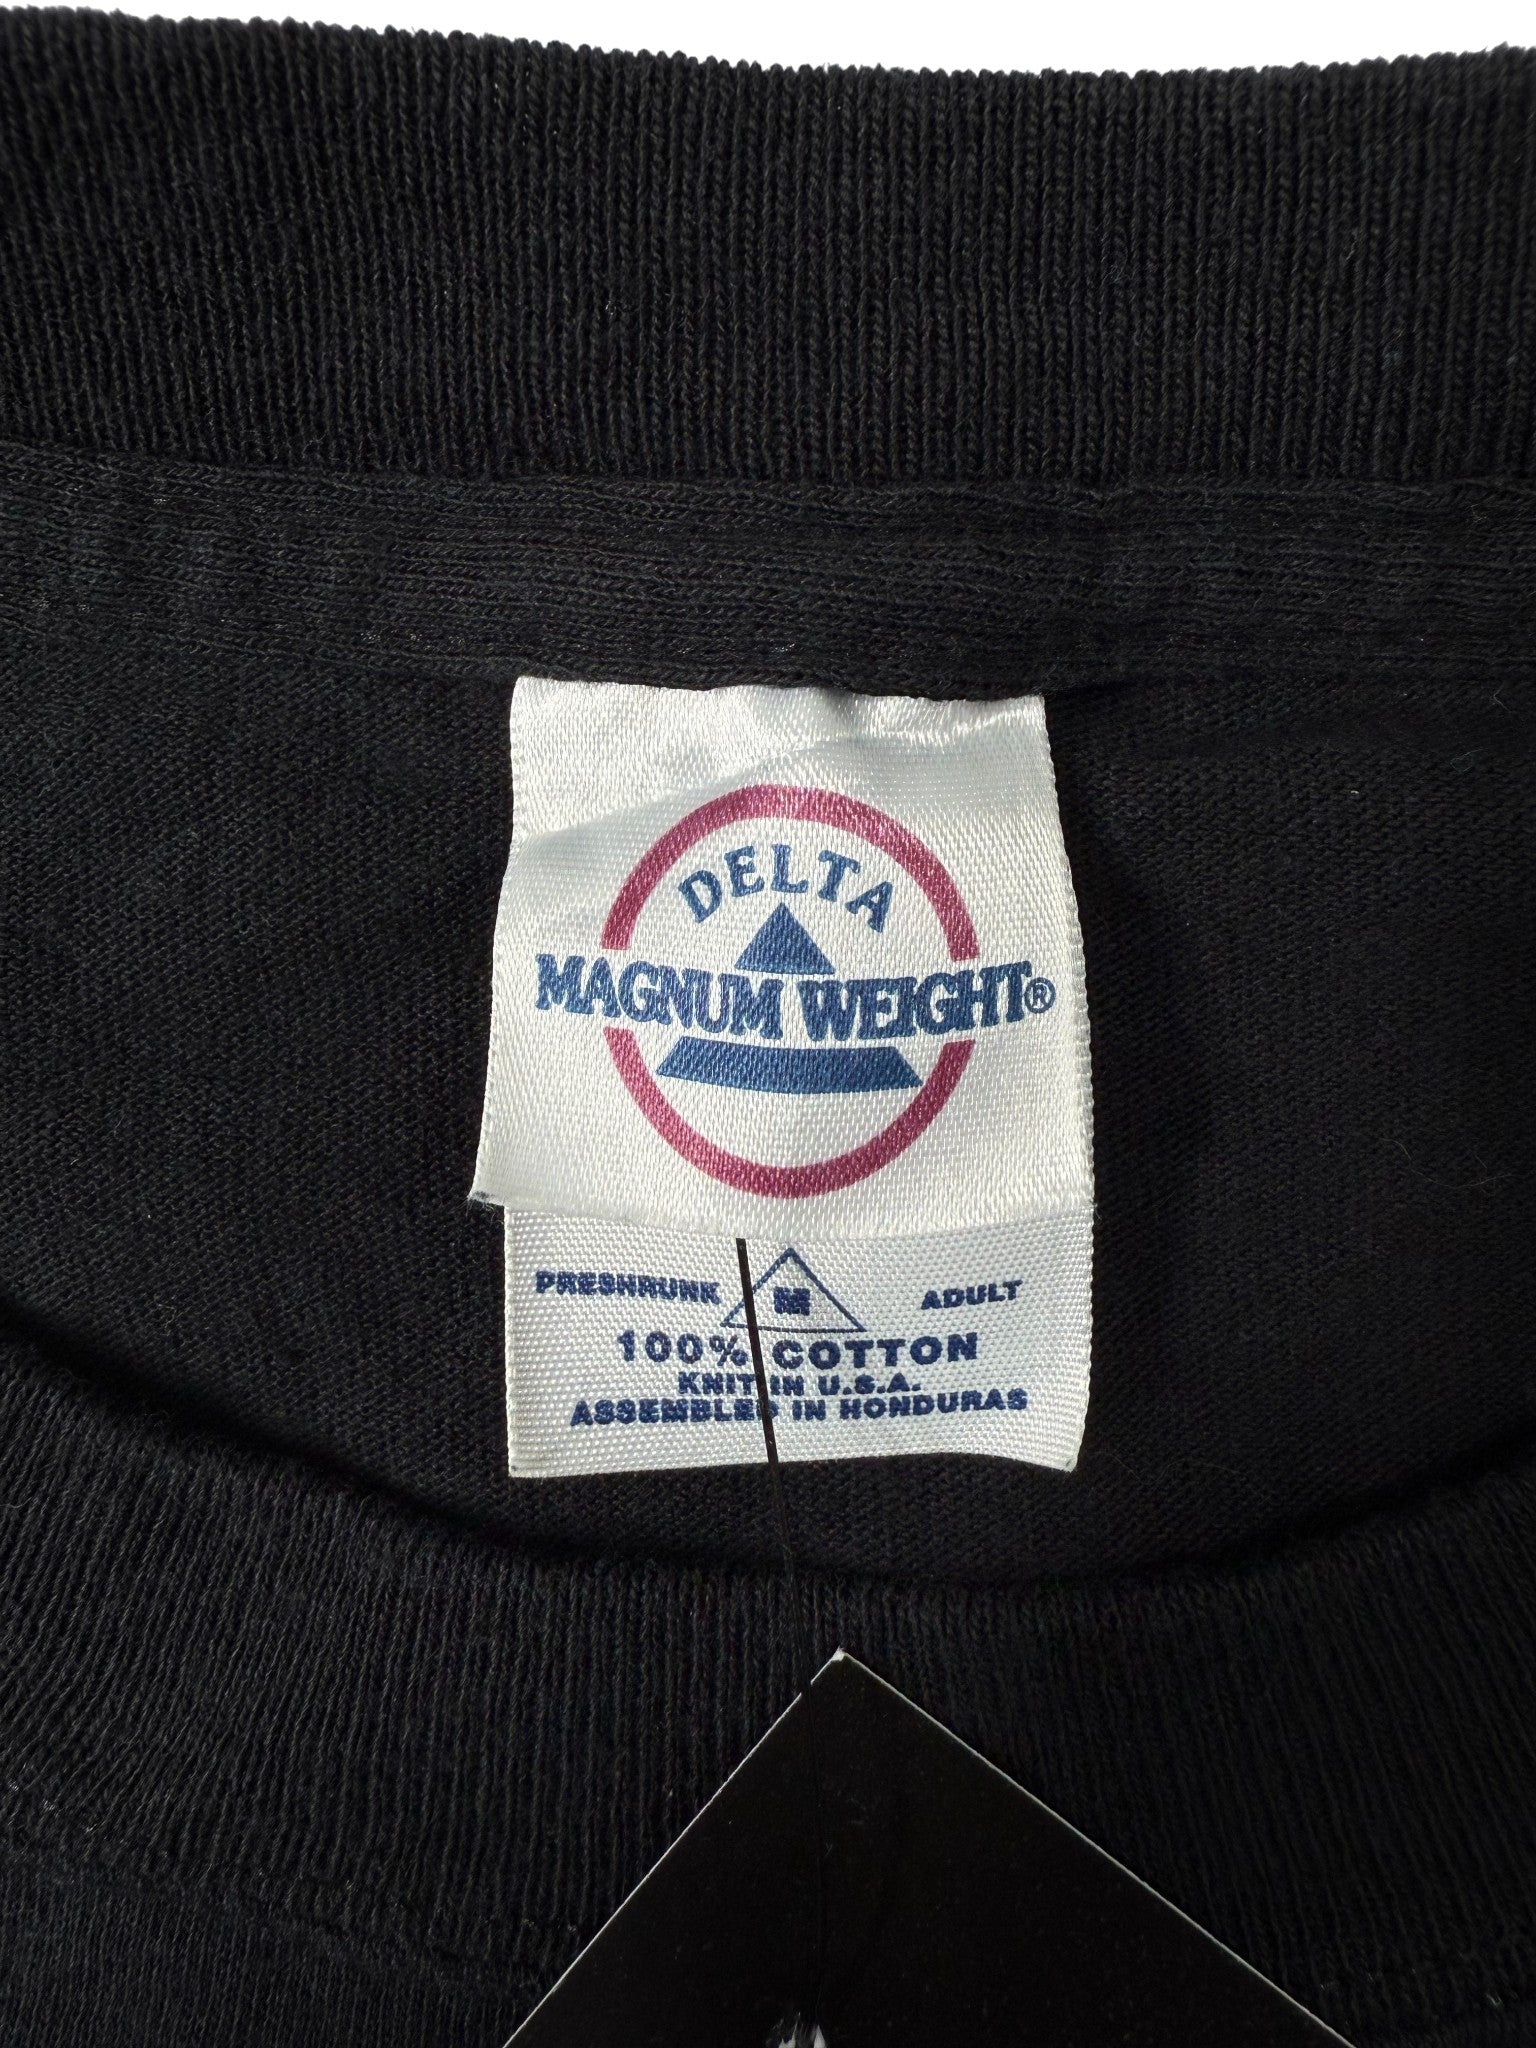 DELTA
MAGNUM WEIGHT®
PRESHRUNK M ADULT
100% COTTON
KNIT IN U.S.A.
ASSEMBLED IN HONDURAS